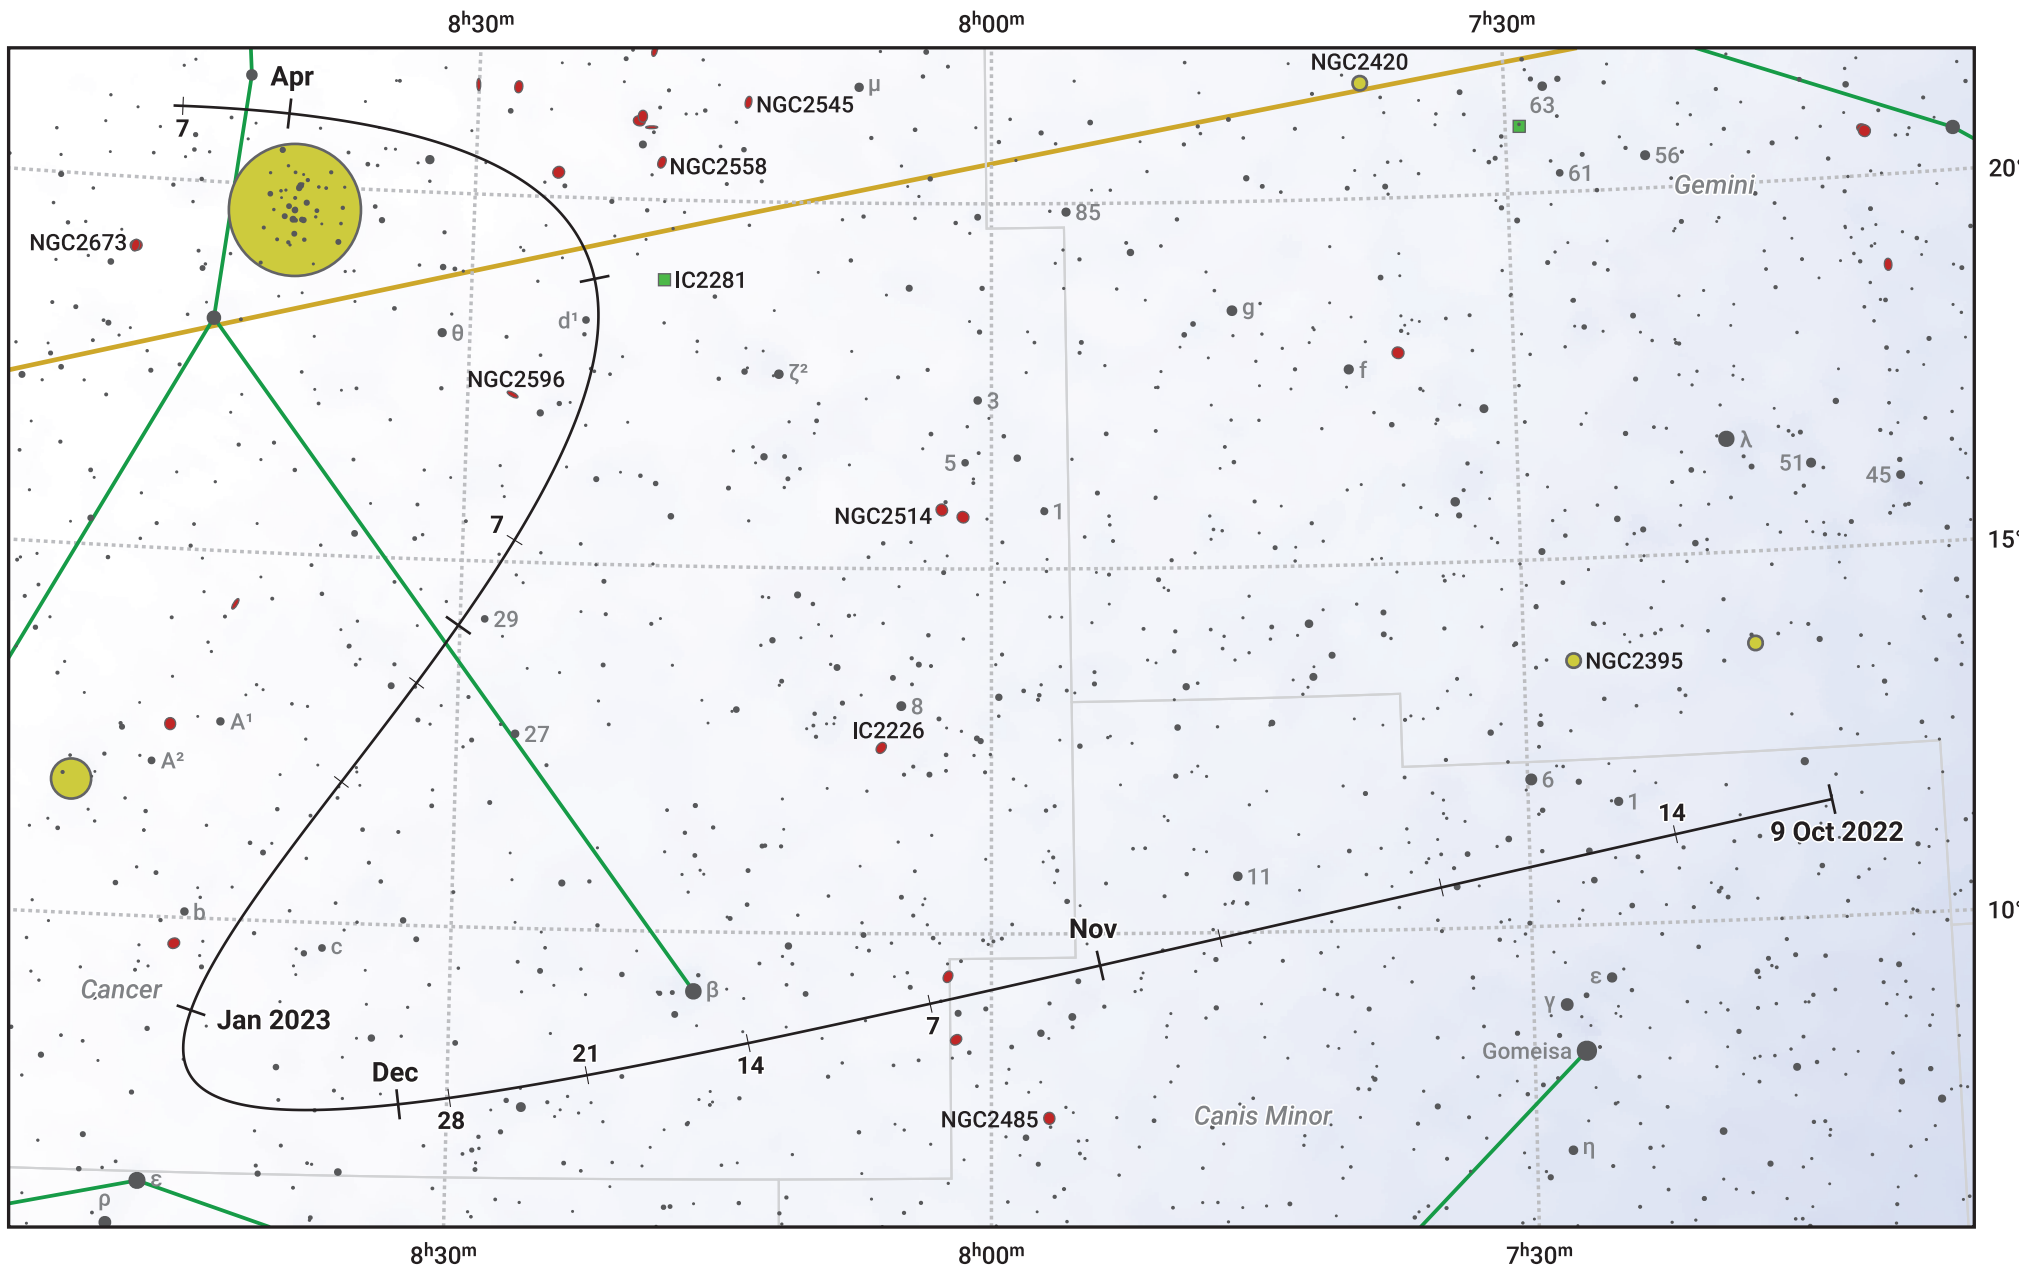 8ʰ30ᵐ 8ʰ00ᵐ 7ʰ30ᵐ
NGC2420
Apr
μ
NGC2545
63
7
NGC2558
61
56
20°
Gemini
85
NGC2673
IC2281
d¹
θ
g
NGC2596
ζ²
f
3
λ
5
51
45
1
NGC2514
7
15°
29
NGC2395
8
A¹
27
IC2226
A²
6
1
14
9 Oct 2022
11
b
10°
Nov
c
ε
Cancer
β
γ
Jan 2023
7
21
14
Gomeisa
Dec
28
NGC2485
Canis Minor
η
ε
ρ
8ʰ30ᵐ 8ʰ00ᵐ 7ʰ30ᵐ